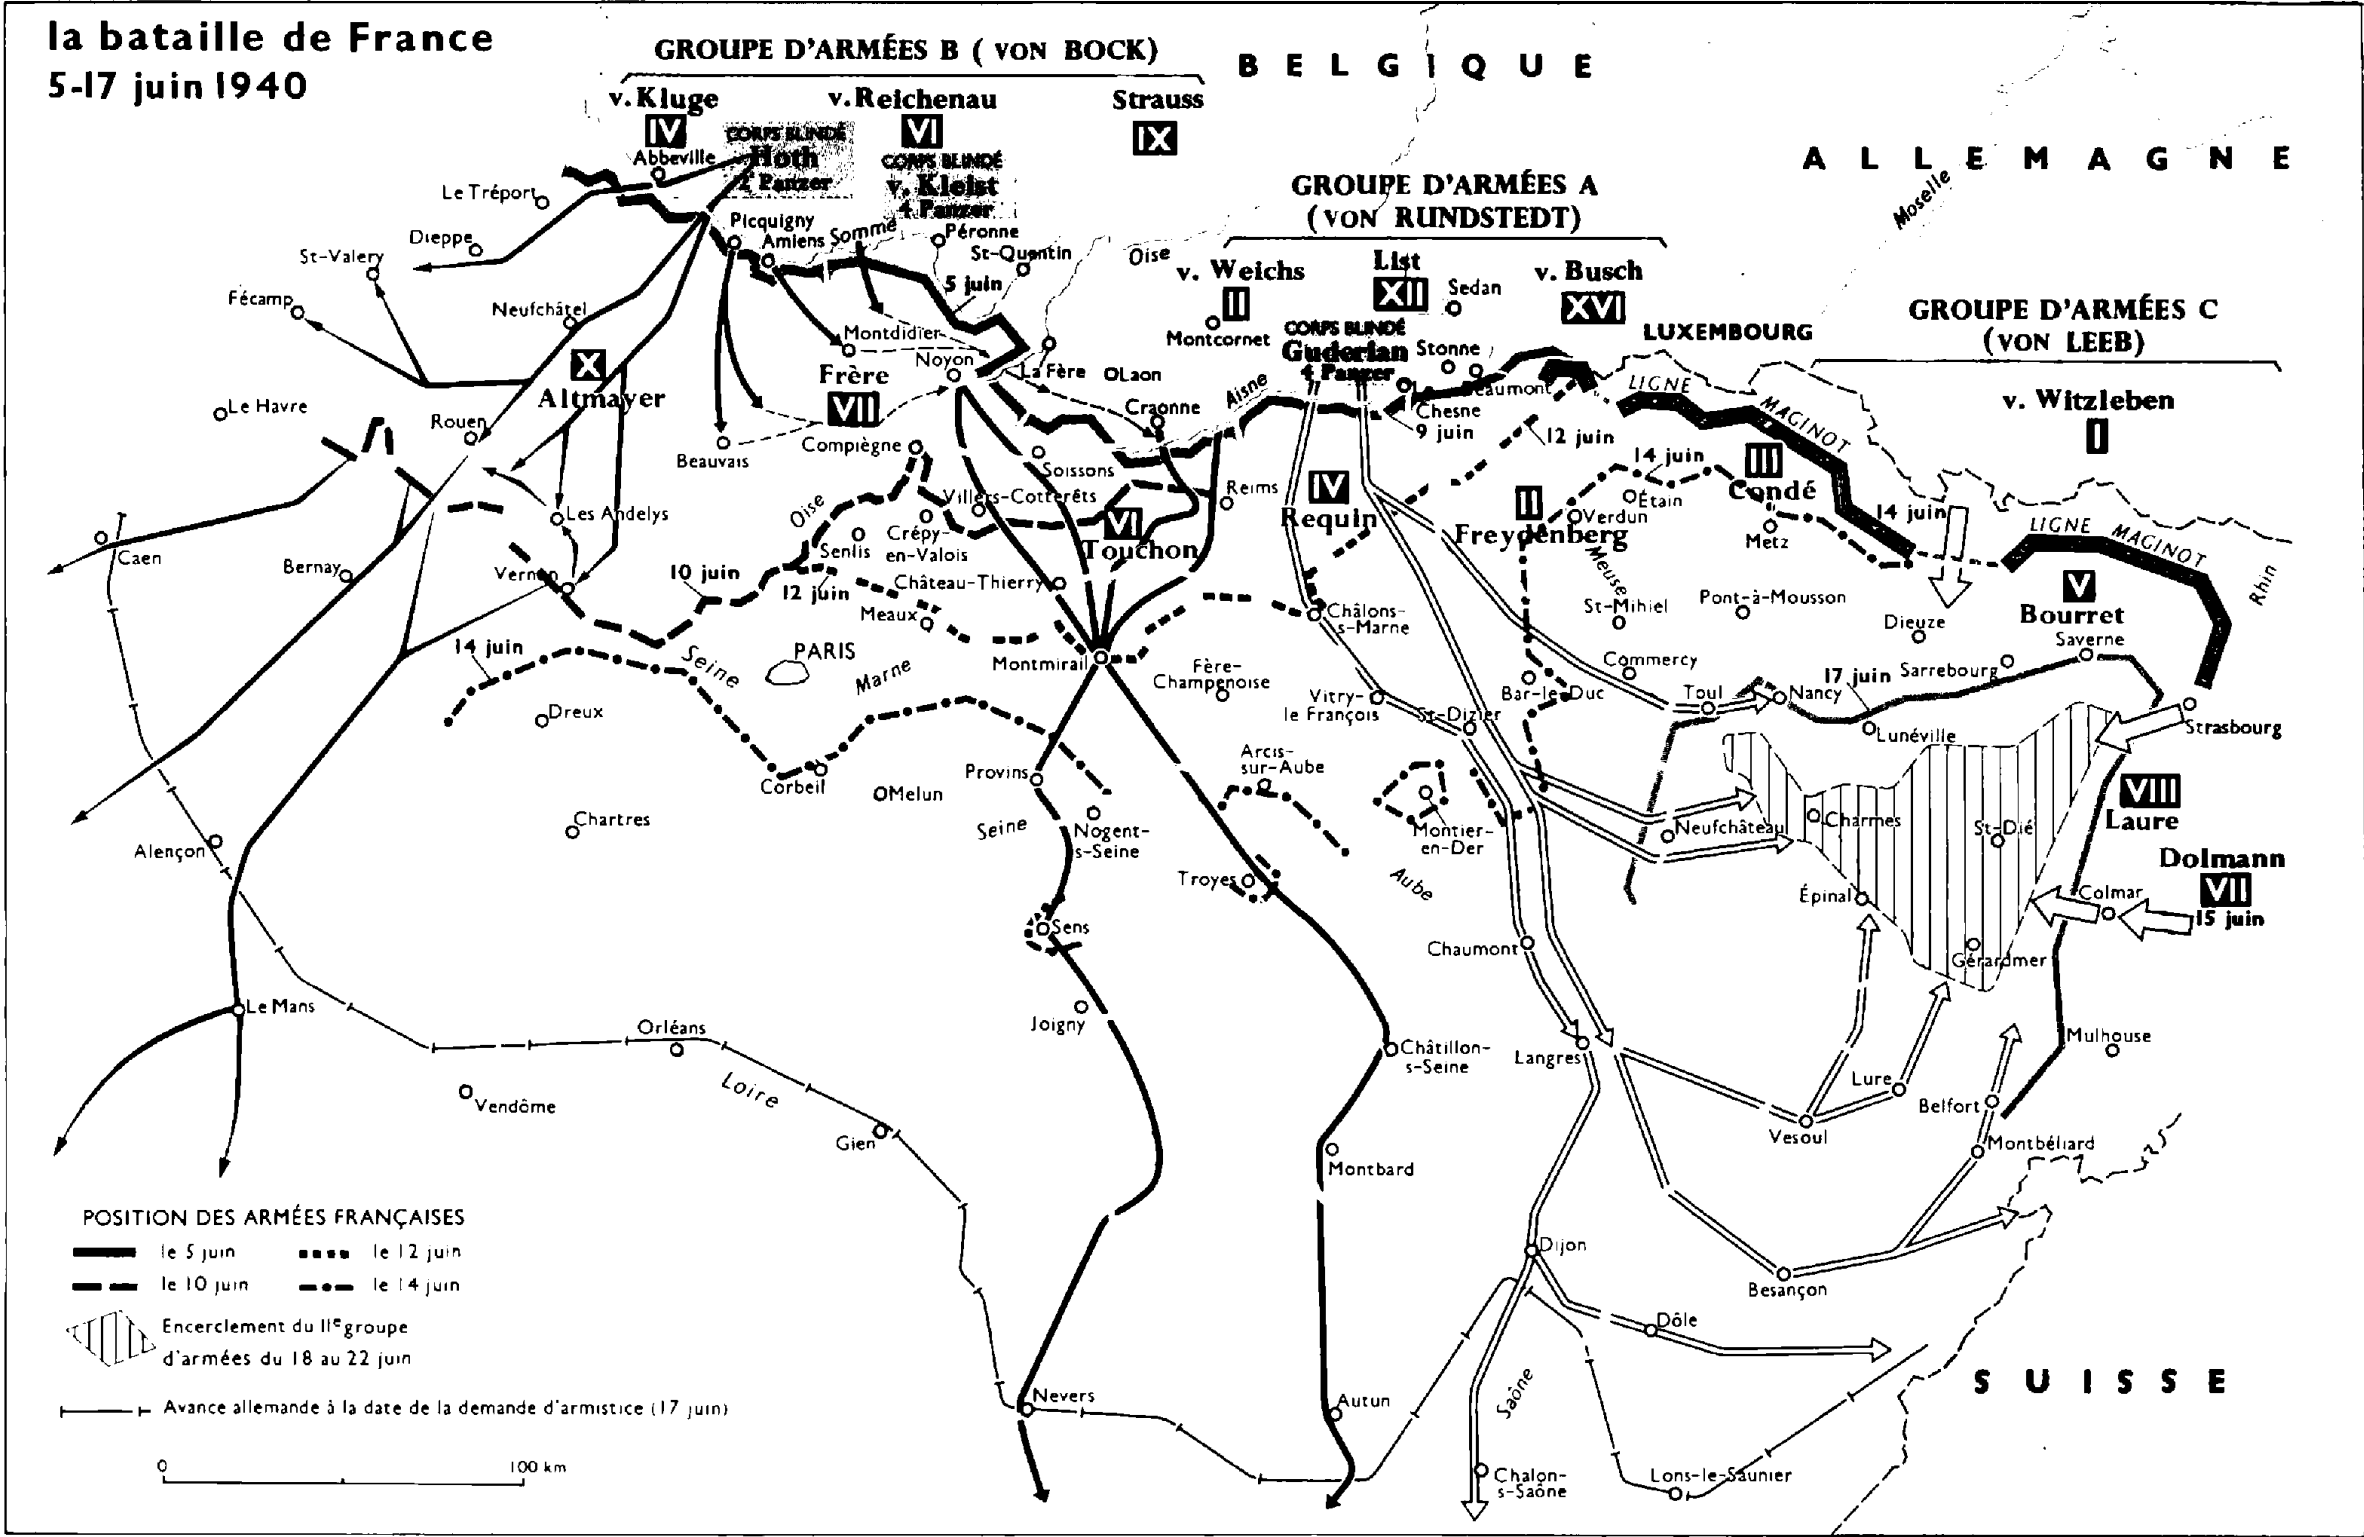 la bataille de France
5-17 juin 1940
GROUPE D'ARMÉES B ( VON BOCK)
BELGIQUE
ALLEMAGNE
v. Kluge
IV
v. Reichenau
VI
Strauss
IX
CORPS BLINDÉ
Hoth
2 Panzer
CORPS BLINDÉ
v. Kleist
4 Panzer
GROUPE D'ARMÉES A
(VON RUNDSTEDT)
v. Weichs
II
List
XII
v. Busch
XVI
CORPS BLINDÉ
Guderian
4 Panzer
GROUPE D'ARMÉES C
(VON LEEB)
v. Witzleben
I
LUXEMBOURG
Moselle
Abbeville
Le Tréport
Dieppe
St-Valery
Fécamp
Neufchâtel
Picquigny
Amiens
Somme
Péronne
St-Quentin
Oise
5 juin
Montdidier
Noyon
La Fère
Laon
Montcornet
Sedan
Stonne
Beaumont
Le
Chesne
9 juin
12 juin
LIGNE
MAGINOT
14 juin
X
Altmayer
Frère
VII
Le Havre
Rouen
Beauvais
Compiègne
Craonne
Aisne
Soissons
Reims
Villers-Cotterêts
Oise
Senlis
Crépy-
en-Valois
VI
Touchon
IV
Requin
II
Freydenberg
III
Condé
Étain
Verdun
Metz
14 juin
LIGNE MAGINOT
Rhin
Caen
Bernay
Les Andelys
Vernon
10 juin
12 juin
Château-Thierry
Meaux
Meuse
St-Mihiel
Pont-à-Mousson
Dieuze
V
Bourret
Saverne
Châlons-
s-Marne
14 juin
Seine
PARIS
Marne
Montmirail
Fère-
Champenoise
Vitry-
le François
St-Dizier
Bar-le-Duc
Commercy
Toul
Nancy
17 juin
Sarrebourg
Lunéville
Strasbourg
Dreux
Corbeil
Melun
Provins
Arcis-
sur-Aube
Chartres
Seine
Nogent-
s-Seine
Montier-
en-Der
Neufchâteau
Charmes
St-Dié
VIII
Laure
Alençon
Troyes
Aube
Épinal
Dolmann
VII
Colmar
15 juin
Sens
Chaumont
Gérardmer
Le Mans
Orléans
Joigny
Châtillon-
s-Seine
Langres
Mulhouse
Vendôme
Loire
Gien
Lure
Belfort
Montbard
Vesoul
Montbéliard
POSITION DES ARMÉES FRANÇAISES
le 5 juin
le 12 juin
le 10 juin
le 14 juin
Encerclement du IIe groupe
d'armées du 18 au 22 juin
Avance allemande à la date de la demande d'armistice (17 juin)
0 100 km
Dijon
Besançon
Dôle
Nevers
Autun
Saône
SUISSE
Chalon-
s-Saône
Lons-le-Saunier